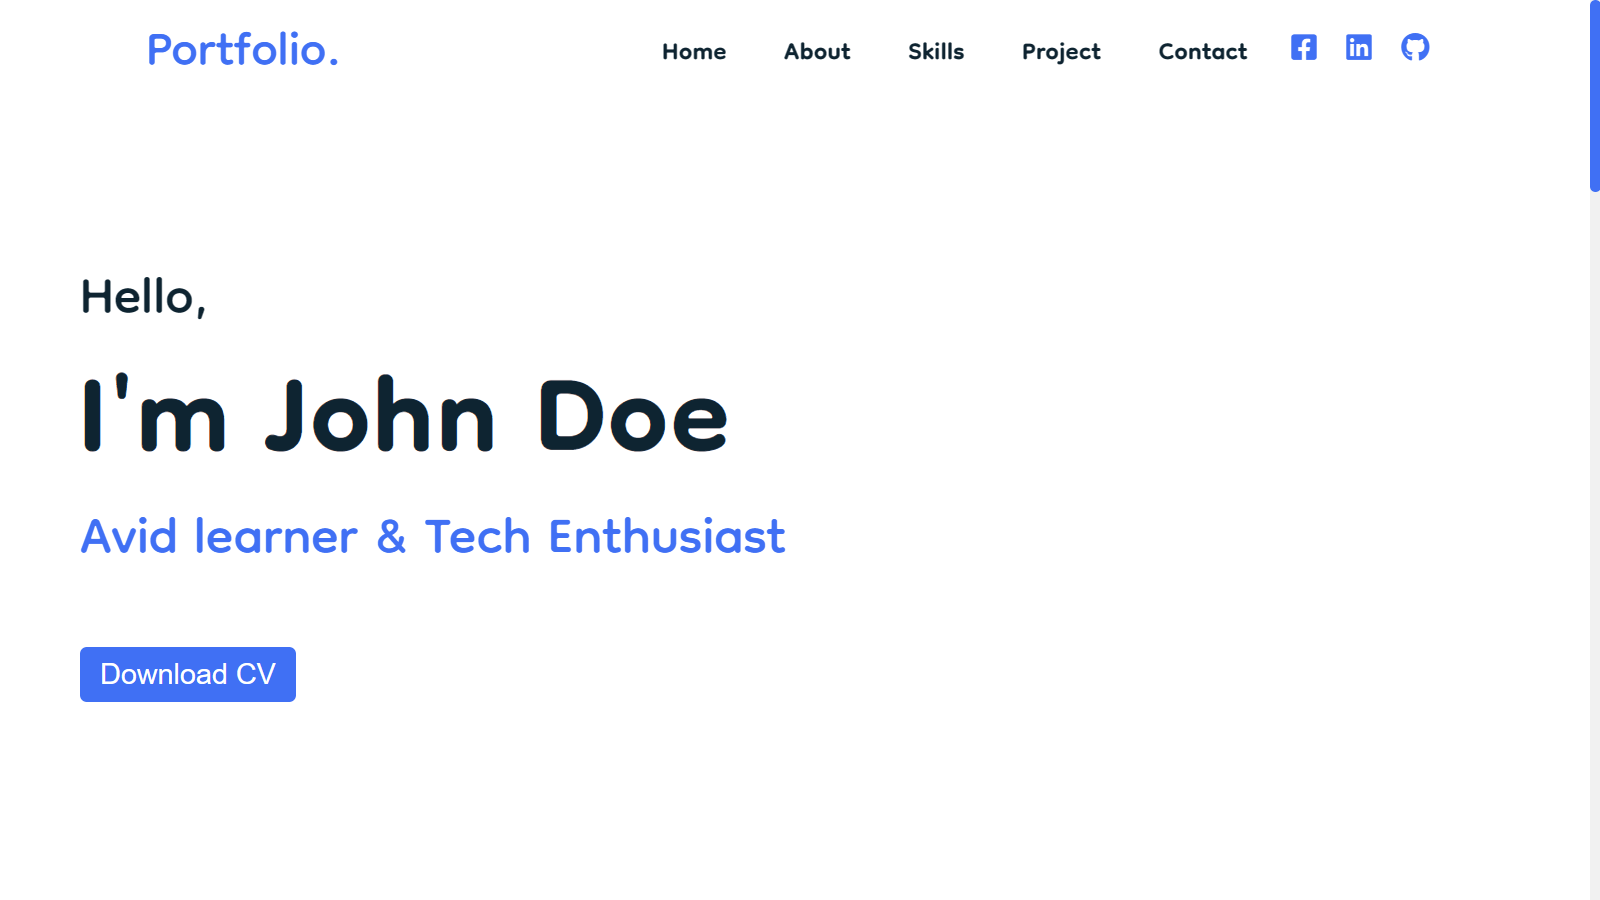 Portfolio. Home About Skills Project Contact
Hello,
I'm John Doe
Avid learner & Tech Enthusiast
Download CV